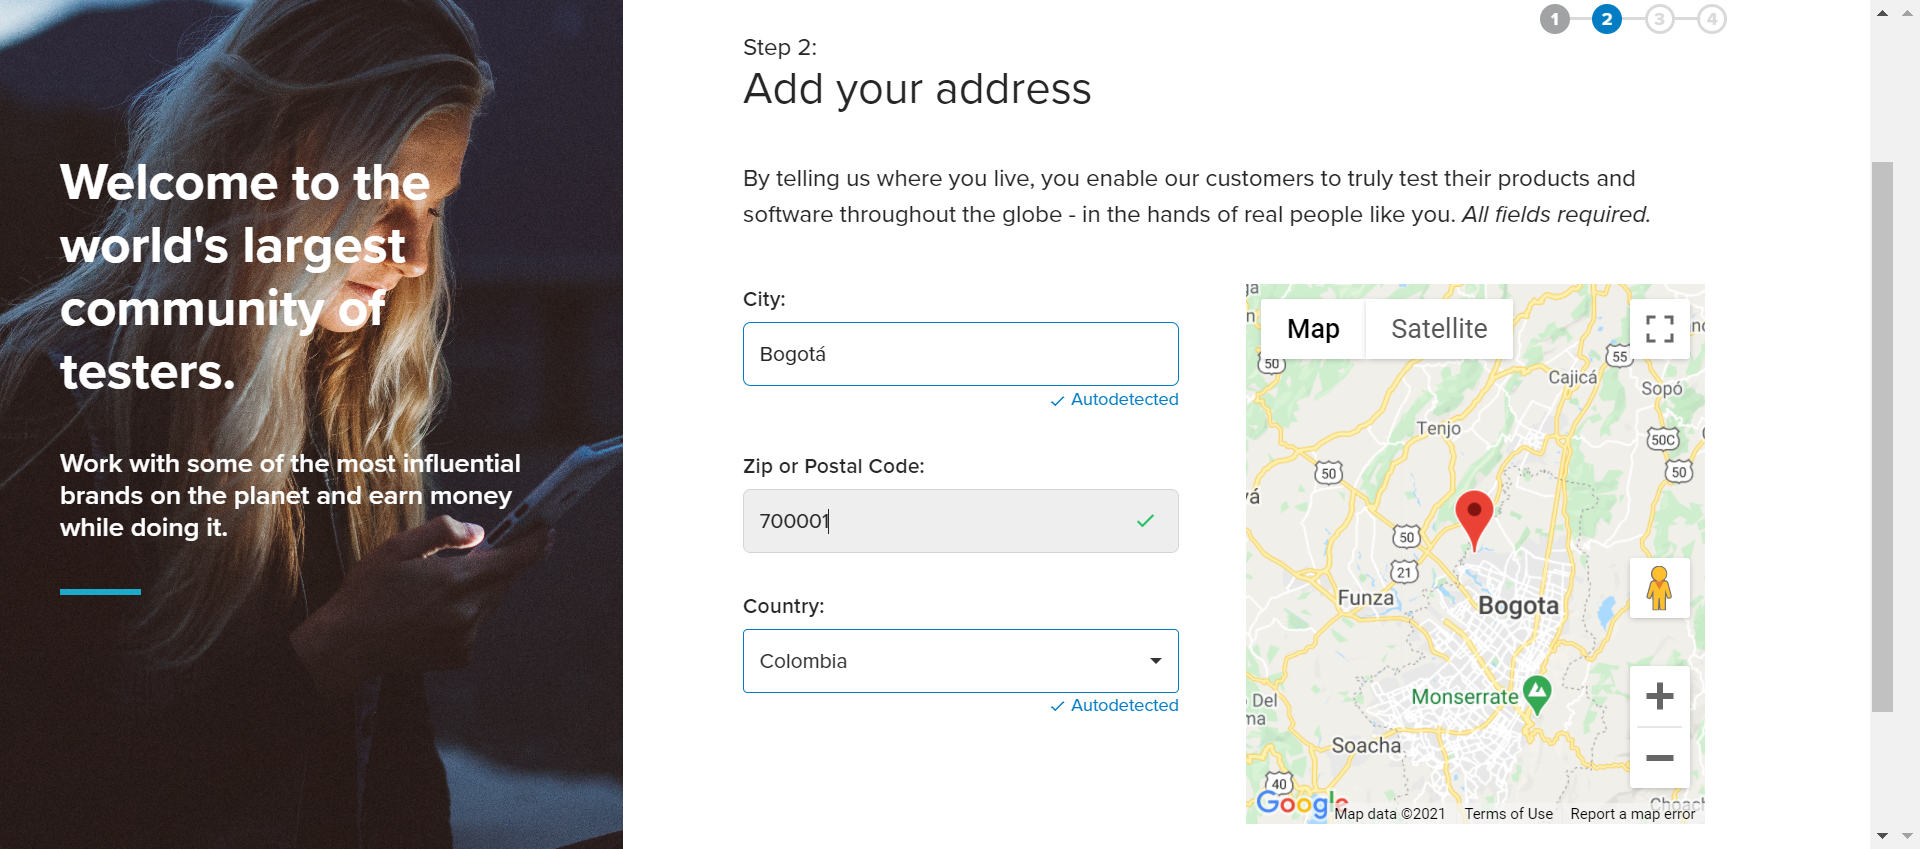 Welcome to the
world's largest
community of
testers.
Work with some of the most influential
brands on the planet and earn money
while doing it.
1 2 3 4
Step 2:
Add your address
By telling us where you live, you enable our customers to truly test their products and
software throughout the globe - in the hands of real people like you. All fields required.
City:
Bogotá
Autodetected
Zip or Postal Code:
700001
Country:
Colombia
Autodetected
Map Satellite
50
55
Cajicá
Sopó
Tenjo
50C
50
50
50
21
Funza
Bogota
Monserrate
Soacha
40
Google
Map data ©2021 Terms of Use Report a map error